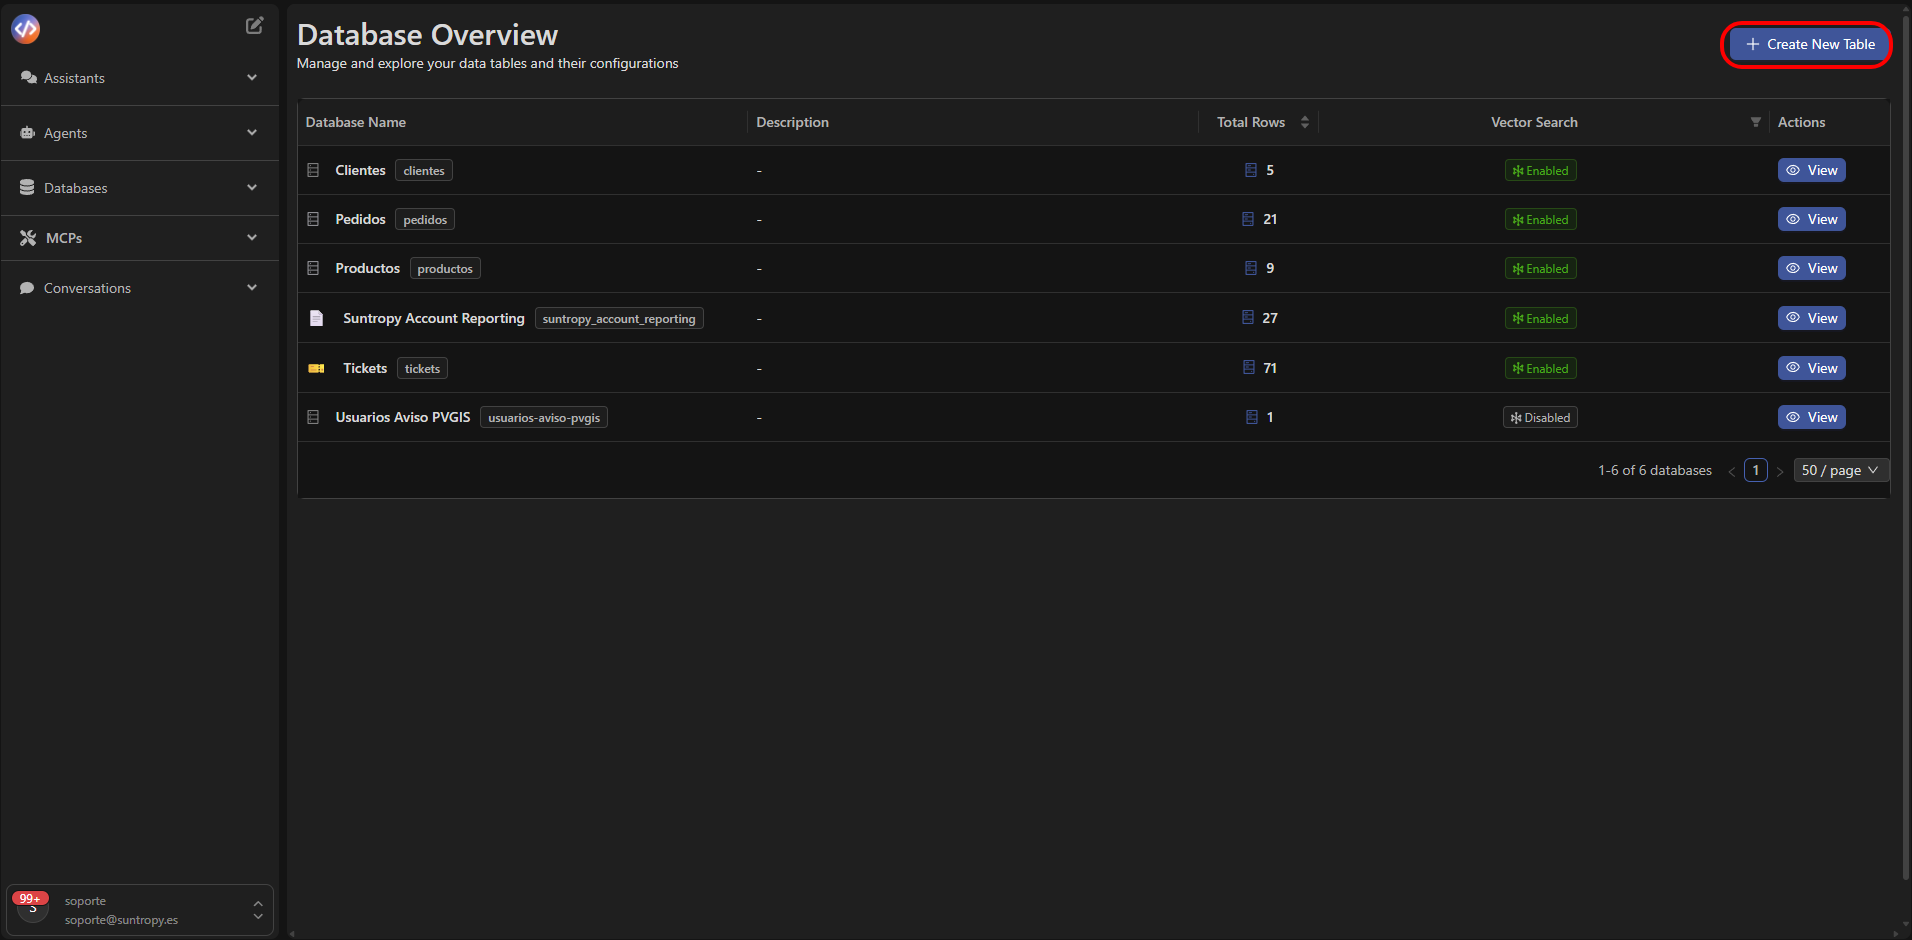 Database Overview
Manage and explore your data tables and their configurations
+ Create New Table
Assistants
Agents
Databases
MCPs
Conversations
Database Name Description Total Rows Vector Search Actions
Clientes clientes - 5 Enabled View
Pedidos pedidos - 21 Enabled View
Productos productos - 9 Enabled View
Suntropy Account Reporting suntropy_account_reporting - 27 Enabled View
Tickets tickets - 71 Enabled View
Usuarios Aviso PVGIS usuarios-aviso-pvgis - 1 Disabled View
1-6 of 6 databases < 1 > 50 / page
99+
soporte
soporte@suntropy.es